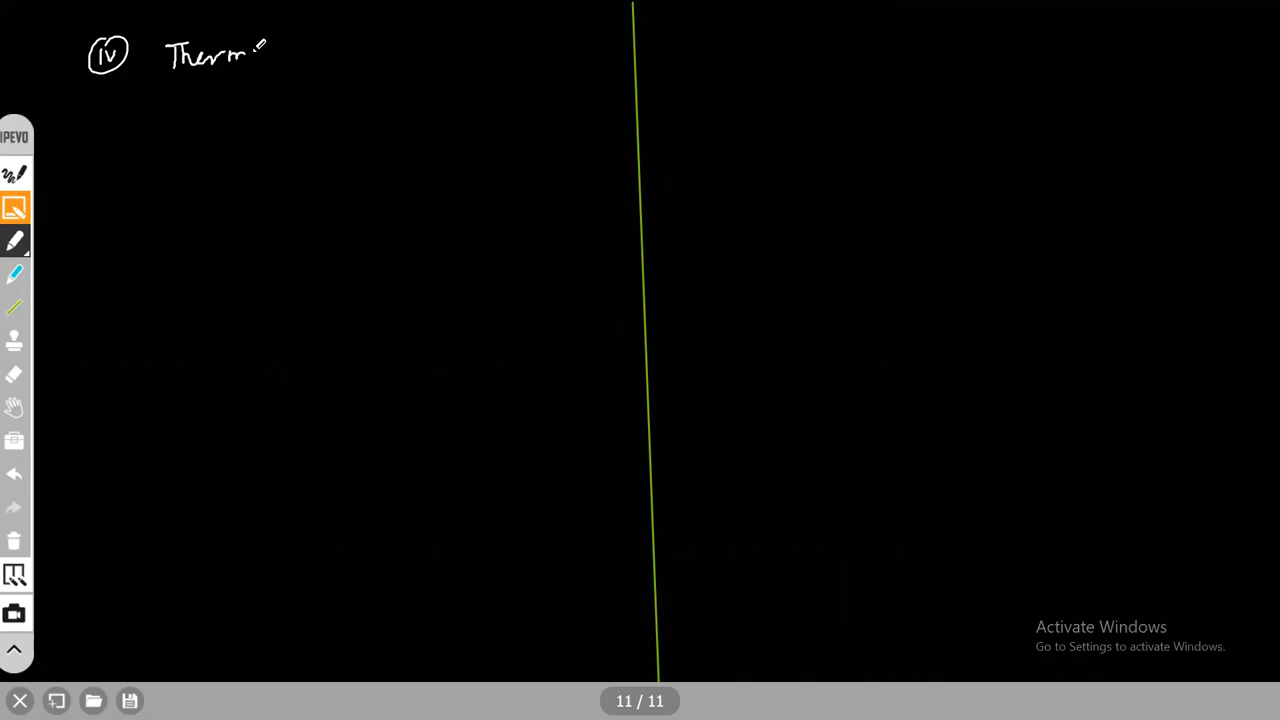 (iv) Therm
IPEVO
Activate Windows
Go to Settings to activate Windows.
11 / 11